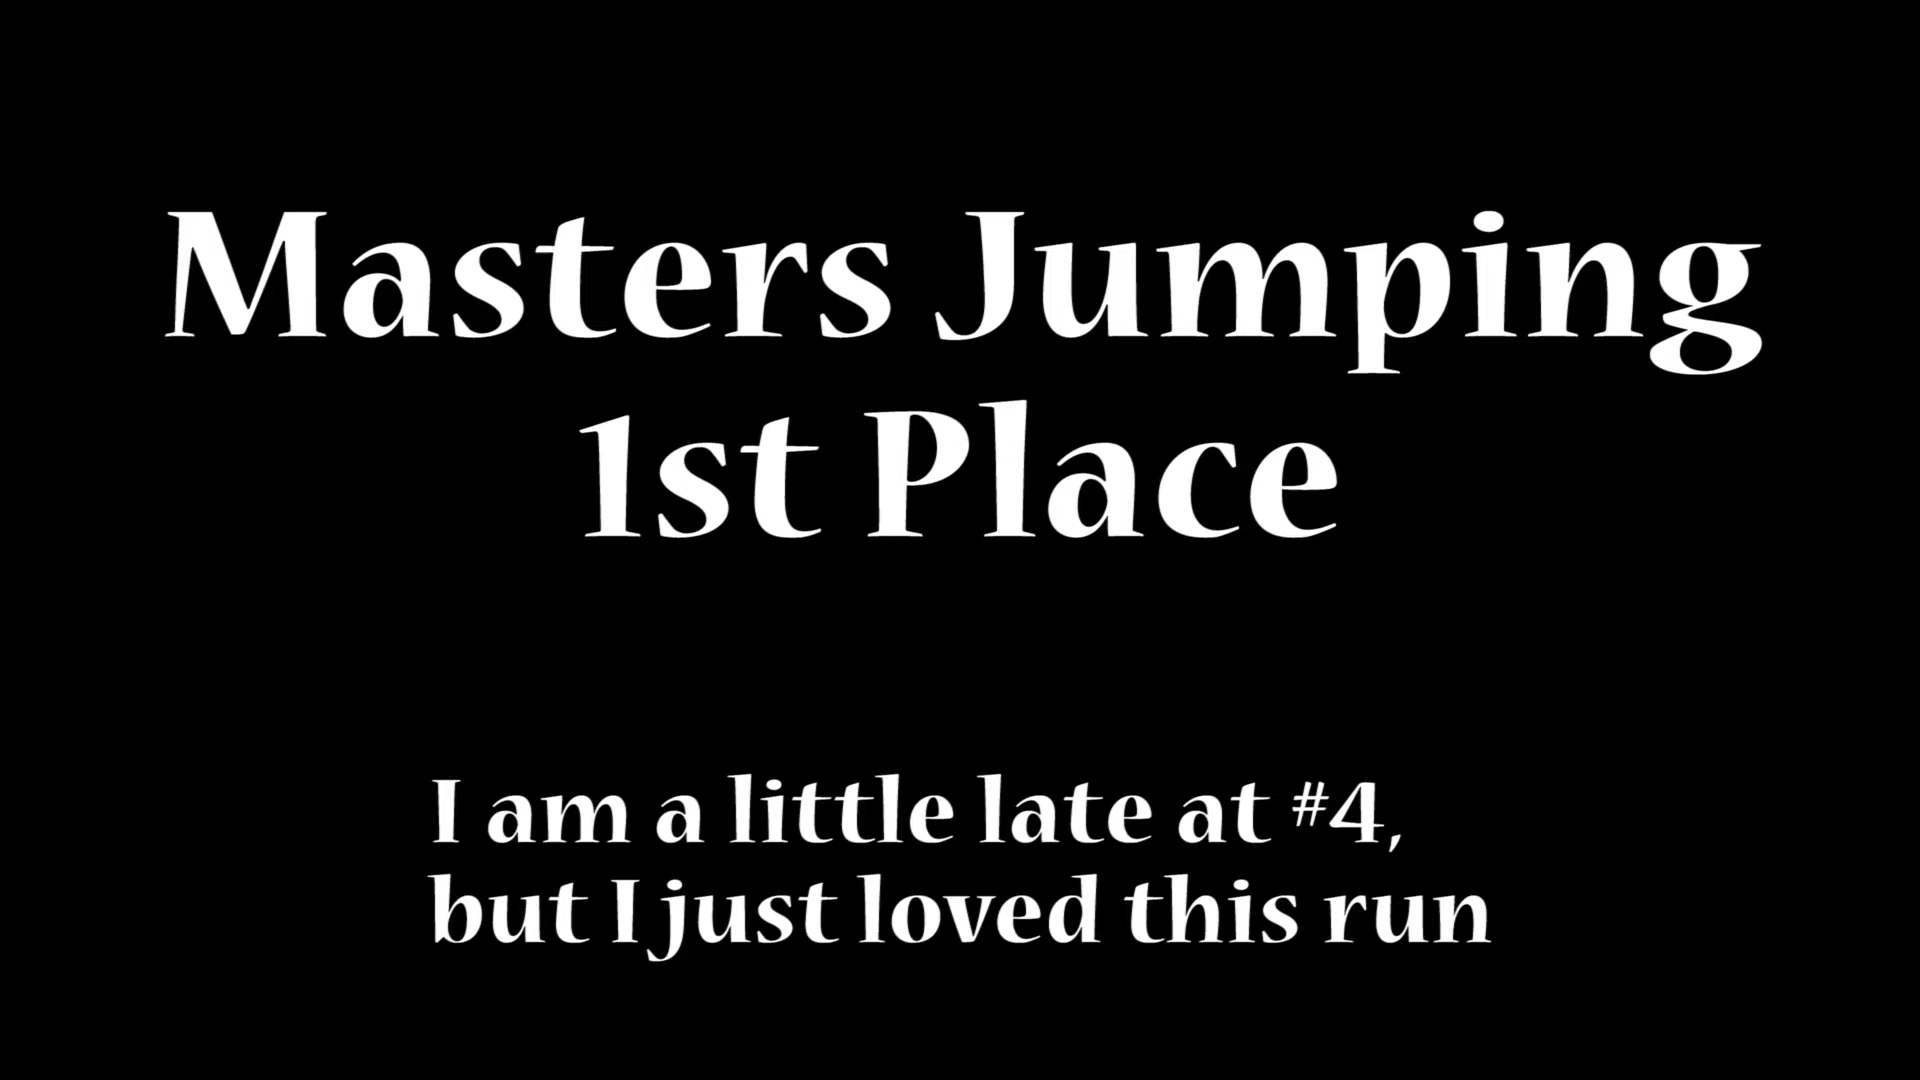 Masters Jumping
1st Place
I am a little late at #4,
but I just loved this run